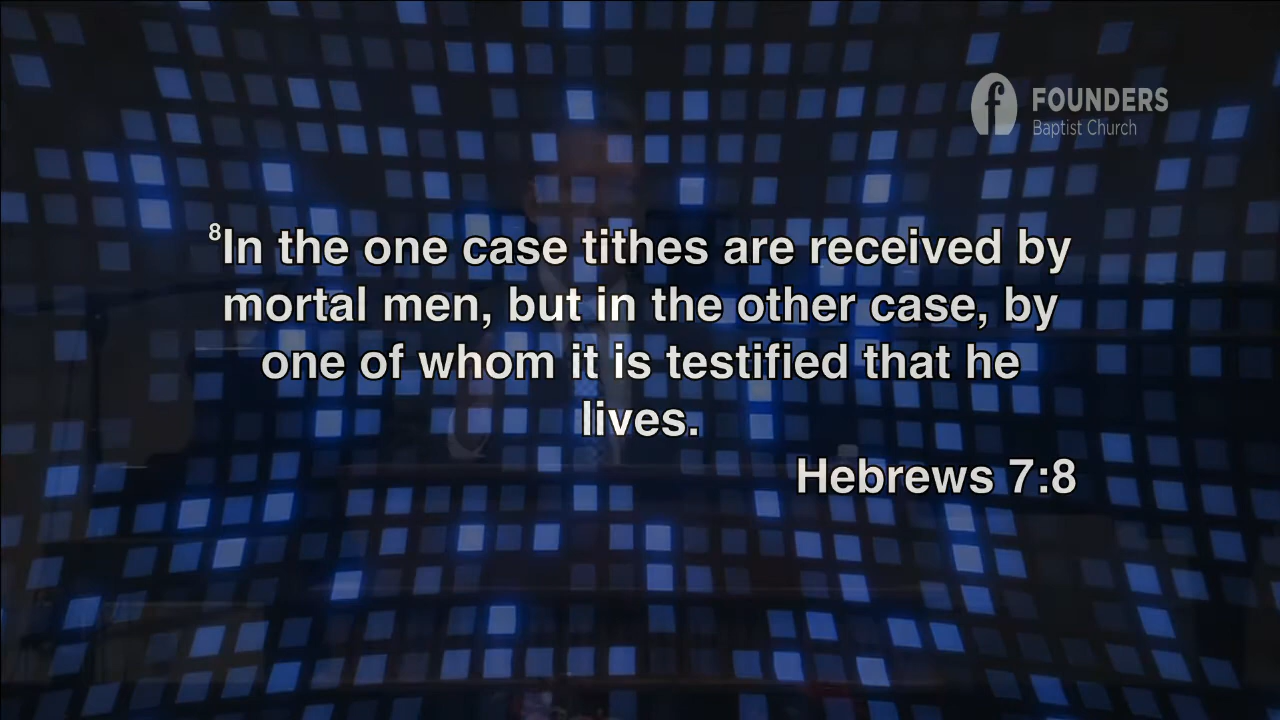 FOUNDERS
Baptist Church
⁸In the one case tithes are received by
mortal men, but in the other case, by
one of whom it is testified that he
lives.
Hebrews 7:8